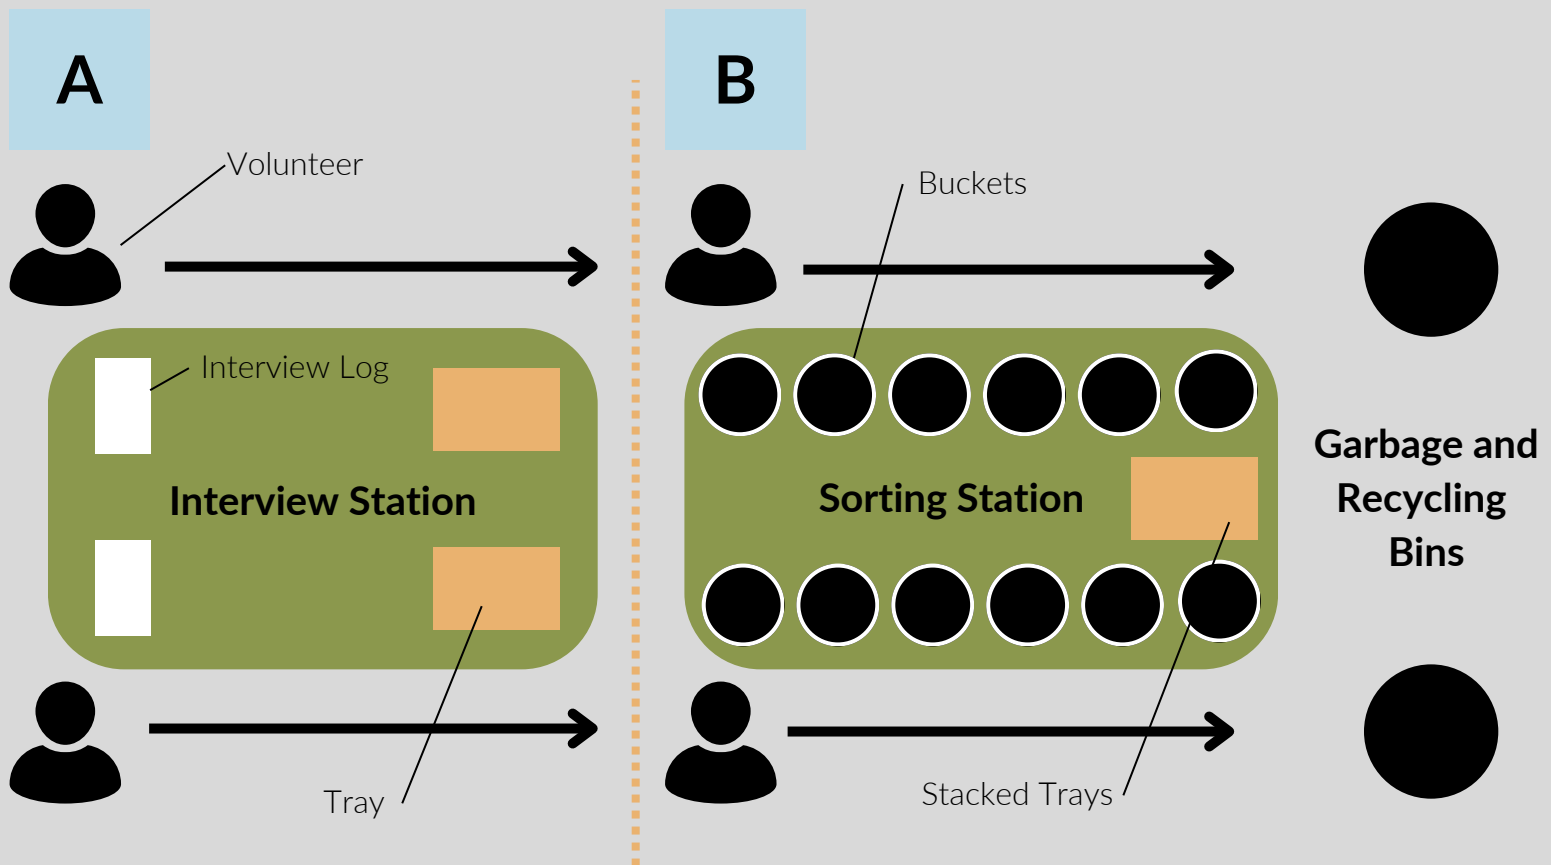 A
B
Volunteer
Buckets
Interview Log
Interview Station
Sorting Station
Garbage and
Recycling
Bins
Tray
Stacked Trays